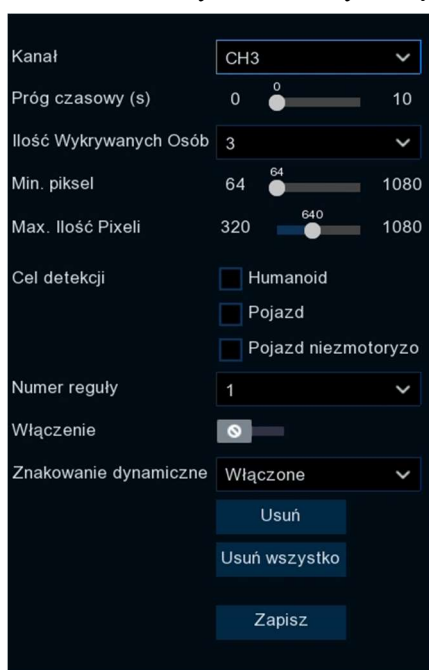 Kanał CH3
Próg czasowy (s) 0 0 10
Ilość Wykrywanych Osób 3
Min. piksel 64 64 1080
Max. Ilość Pixeli 320 640 1080
Cel detekcji Humanoid
Pojazd
Pojazd niezmotoryzo
Numer reguły 1
Włączenie
Znakowanie dynamiczne Włączone
Usuń
Usuń wszystko
Zapisz